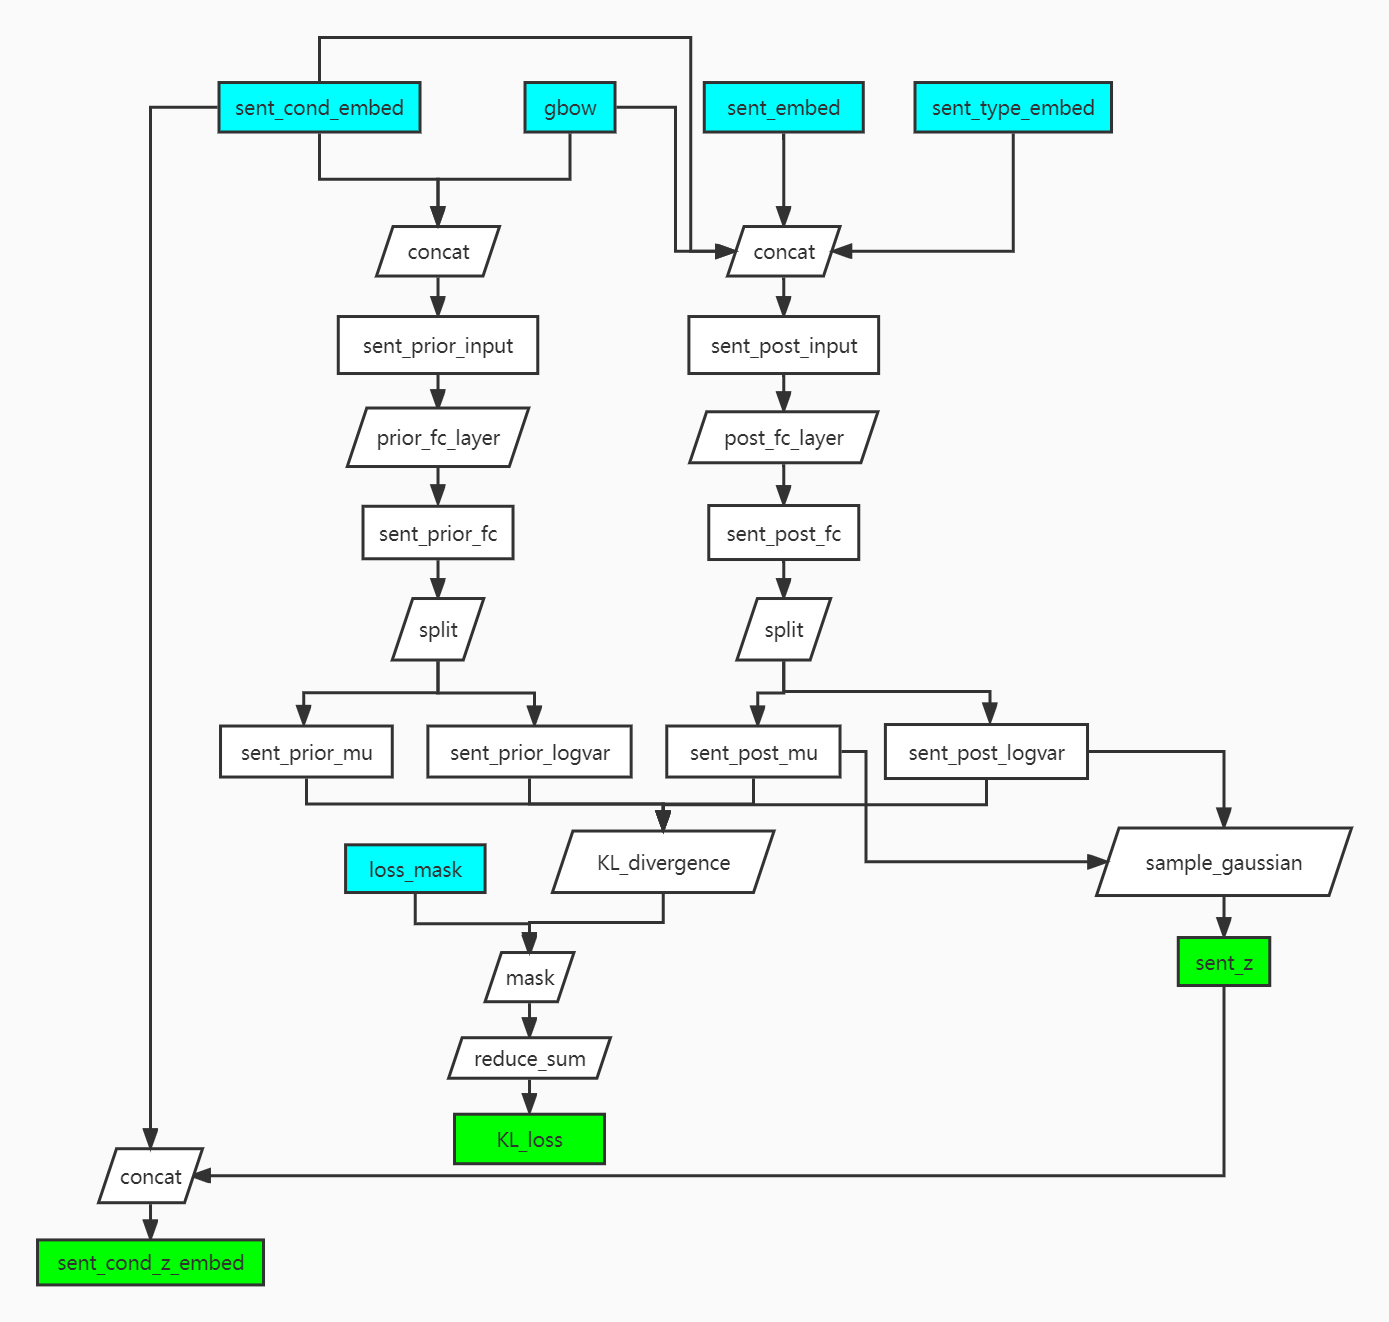 sent_cond_embed
gbow
sent_embed
sent_type_embed
concat
concat
sent_prior_input
sent_post_input
prior_fc_layer
post_fc_layer
sent_prior_fc
sent_post_fc
split
split
sent_prior_mu
sent_prior_logvar
sent_post_mu
sent_post_logvar
loss_mask
KL_divergence
sample_gaussian
mask
sent_z
reduce_sum
KL_loss
concat
sent_cond_z_embed